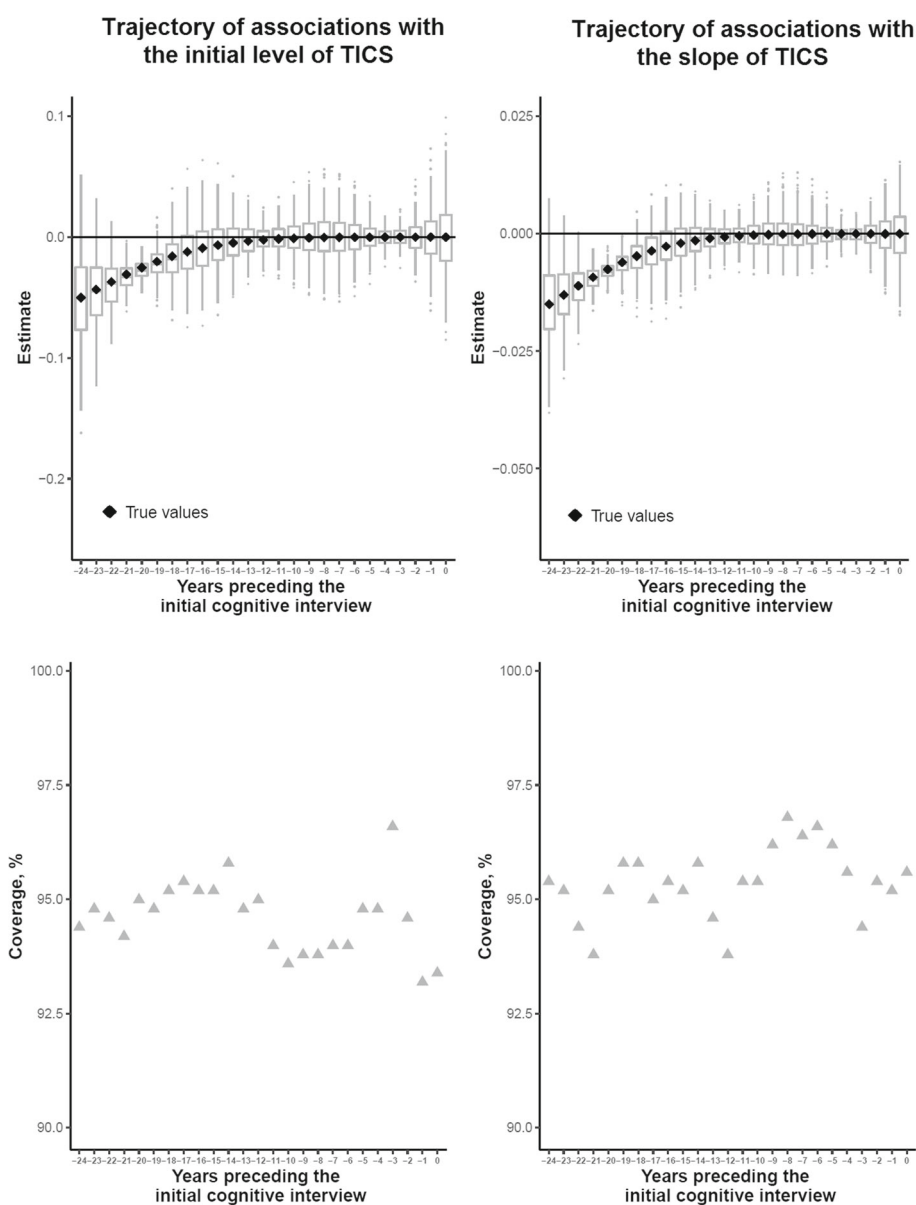 Trajectory of associations with
the initial level of TICS
Trajectory of associations with
the slope of TICS
0.1
0.0
−0.1
−0.2
Estimate
True values
−24 −23 −22 −21 −20 −19 −18 −17 −16 −15 −14 −13 −12 −11 −10 −9 −8 −7 −6 −5 −4 −3 −2 −1 0
Years preceding the
initial cognitive interview
0.025
0.000
−0.025
−0.050
Estimate
True values
−24 −23 −22 −21 −20 −19 −18 −17 −16 −15 −14 −13 −12 −11 −10 −9 −8 −7 −6 −5 −4 −3 −2 −1 0
Years preceding the
initial cognitive interview
100.0
97.5
95.0
92.5
90.0
Coverage, %
−24 −23 −22 −21 −20 −19 −18 −17 −16 −15 −14 −13 −12 −11 −10 −9 −8 −7 −6 −5 −4 −3 −2 −1 0
Years preceding the
initial cognitive interview
100.0
97.5
95.0
92.5
90.0
Coverage, %
−24 −23 −22 −21 −20 −19 −18 −17 −16 −15 −14 −13 −12 −11 −10 −9 −8 −7 −6 −5 −4 −3 −2 −1 0
Years preceding the
initial cognitive interview